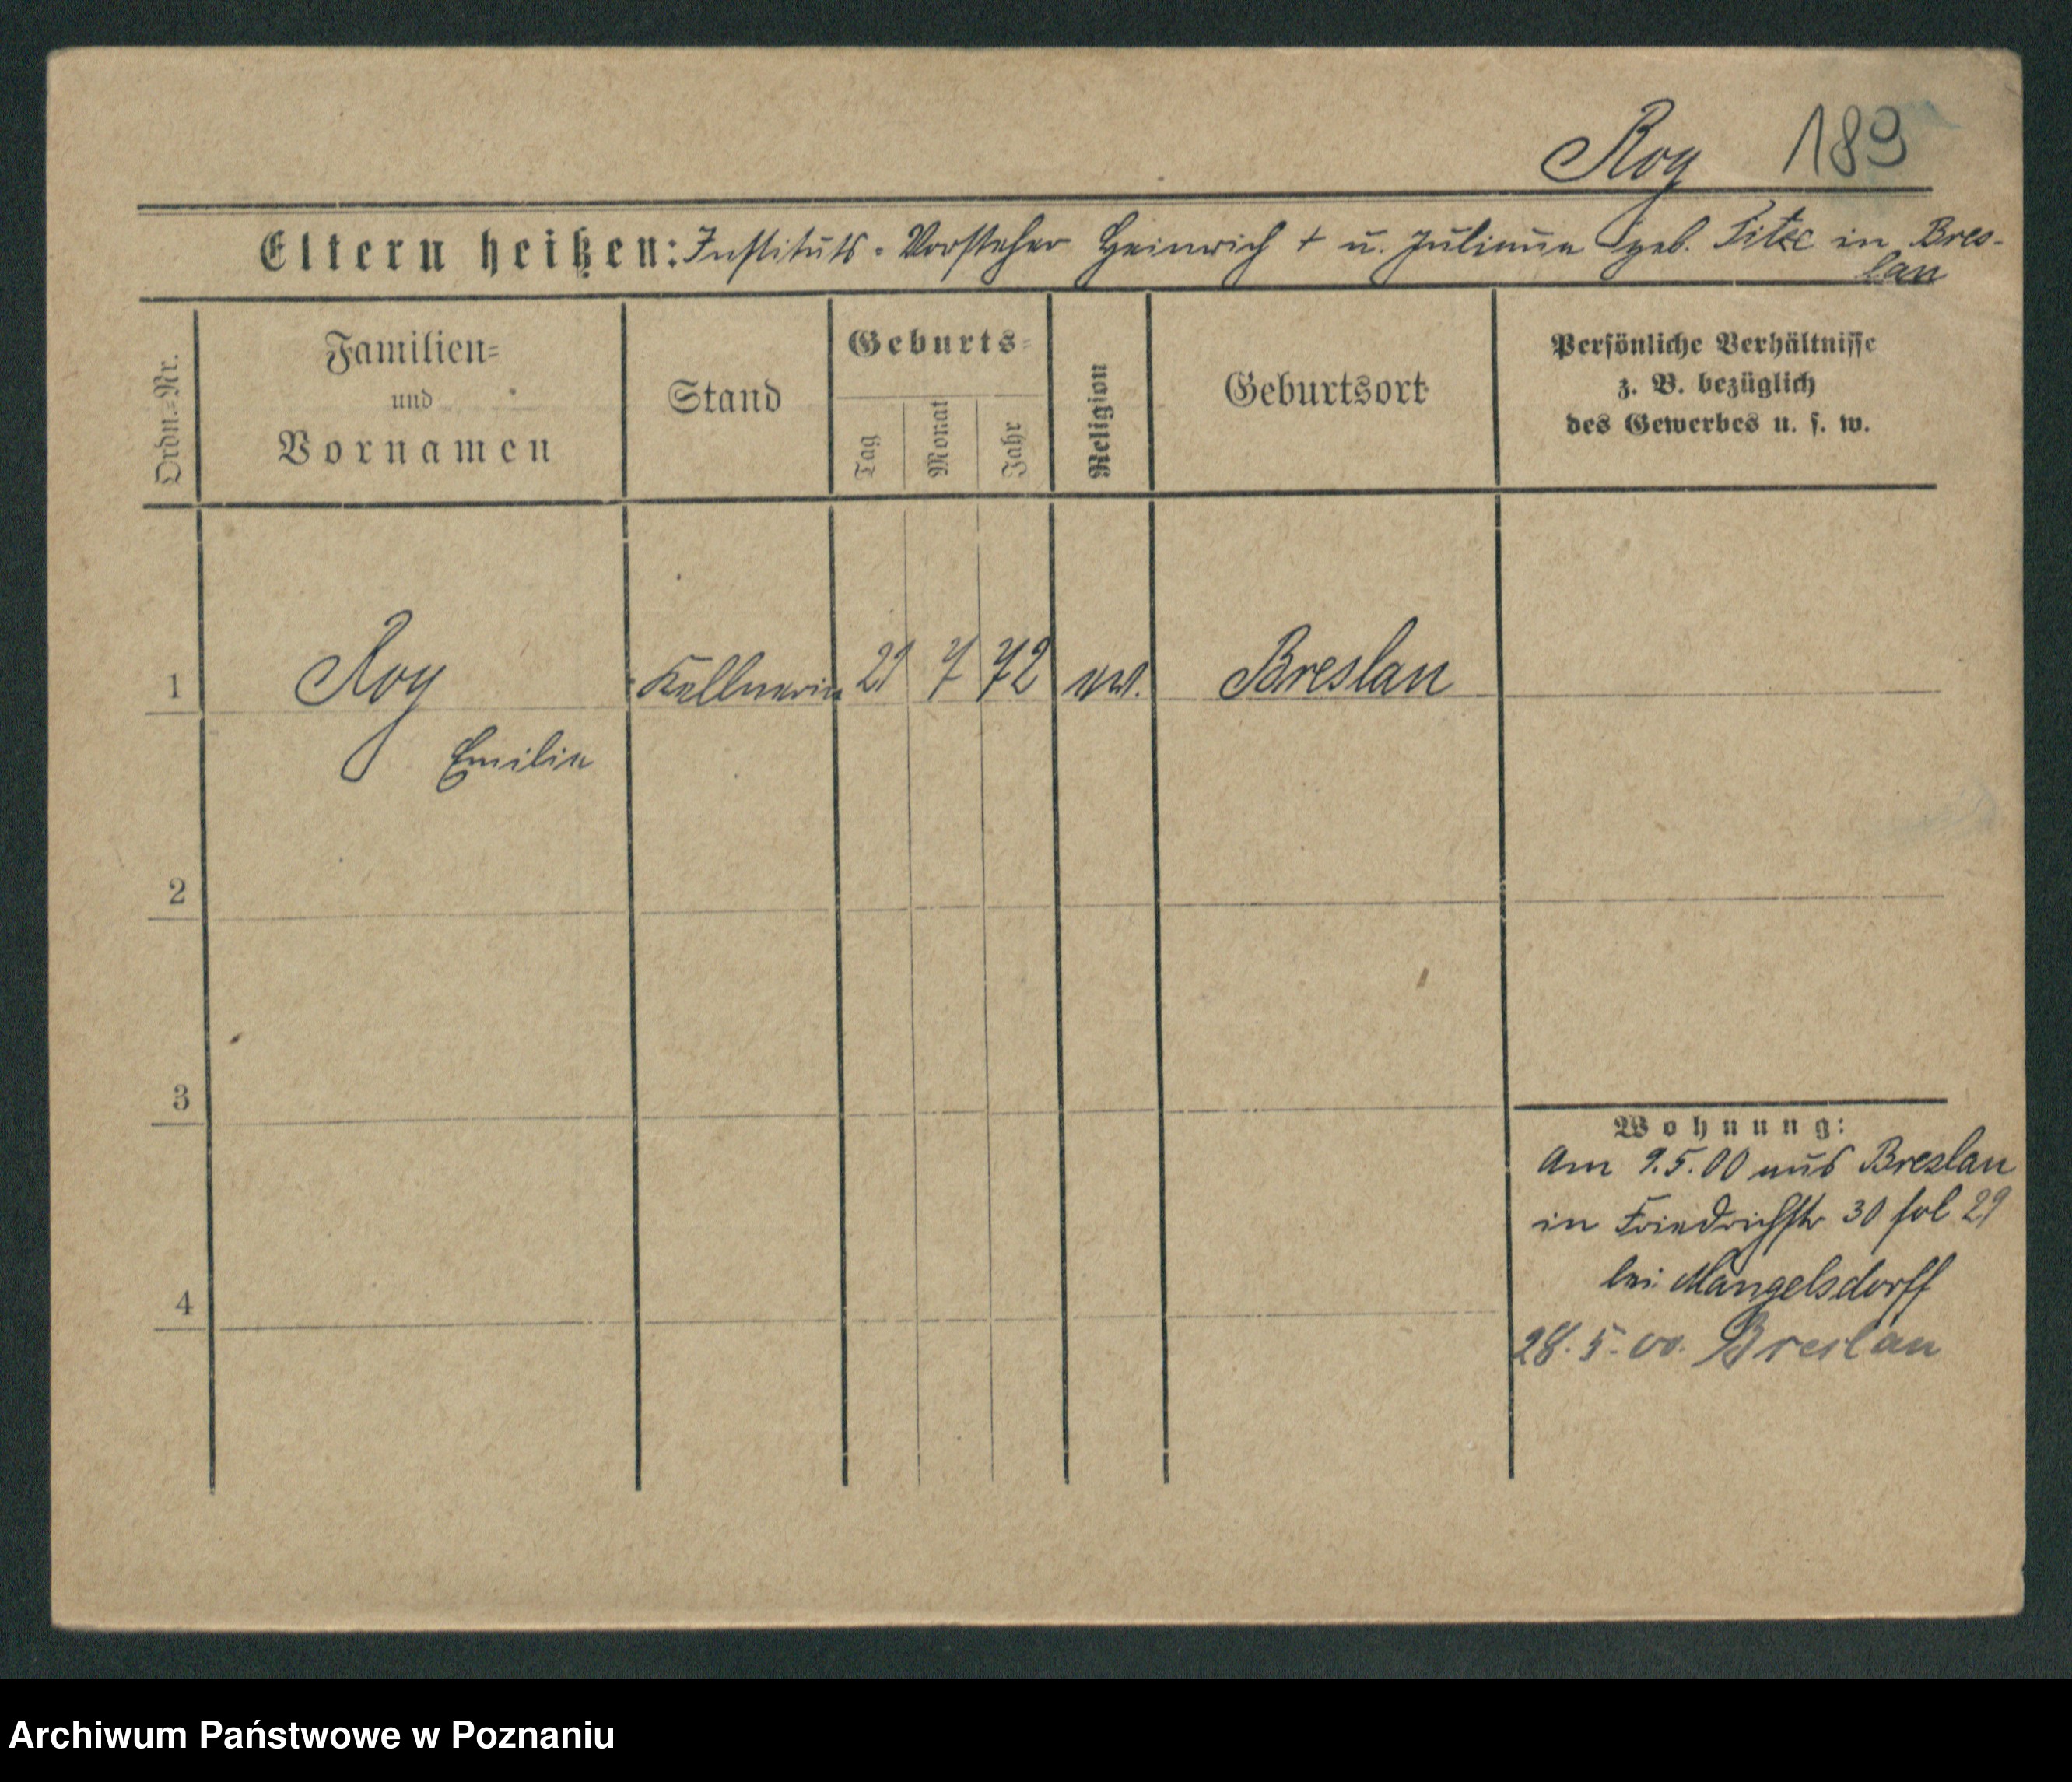 Roy 189
Eltern heißen: Instituts-Vorsteher Heinrich + u. Juliane geb. in Bres-
lau
Ordn.-Nr.
Familien-
und
Vornamen
Stand
Geburts-
Tag
Monat
Jahr
Religion
Geburtsort
Persönliche Verhältnisse
z. B. bezüglich
des Gewerbes u. s. w.
1 Roy Kellnerin 21 7 72 ev. Breslau
Emilie
2
3
4
Wohnung:
Am 9.5.00 aus Breslau
in Friedrichstr 30 fol 29
bei Mangelsdorff
28.5.00. Breslau
Archiwum Państwowe w Poznaniu